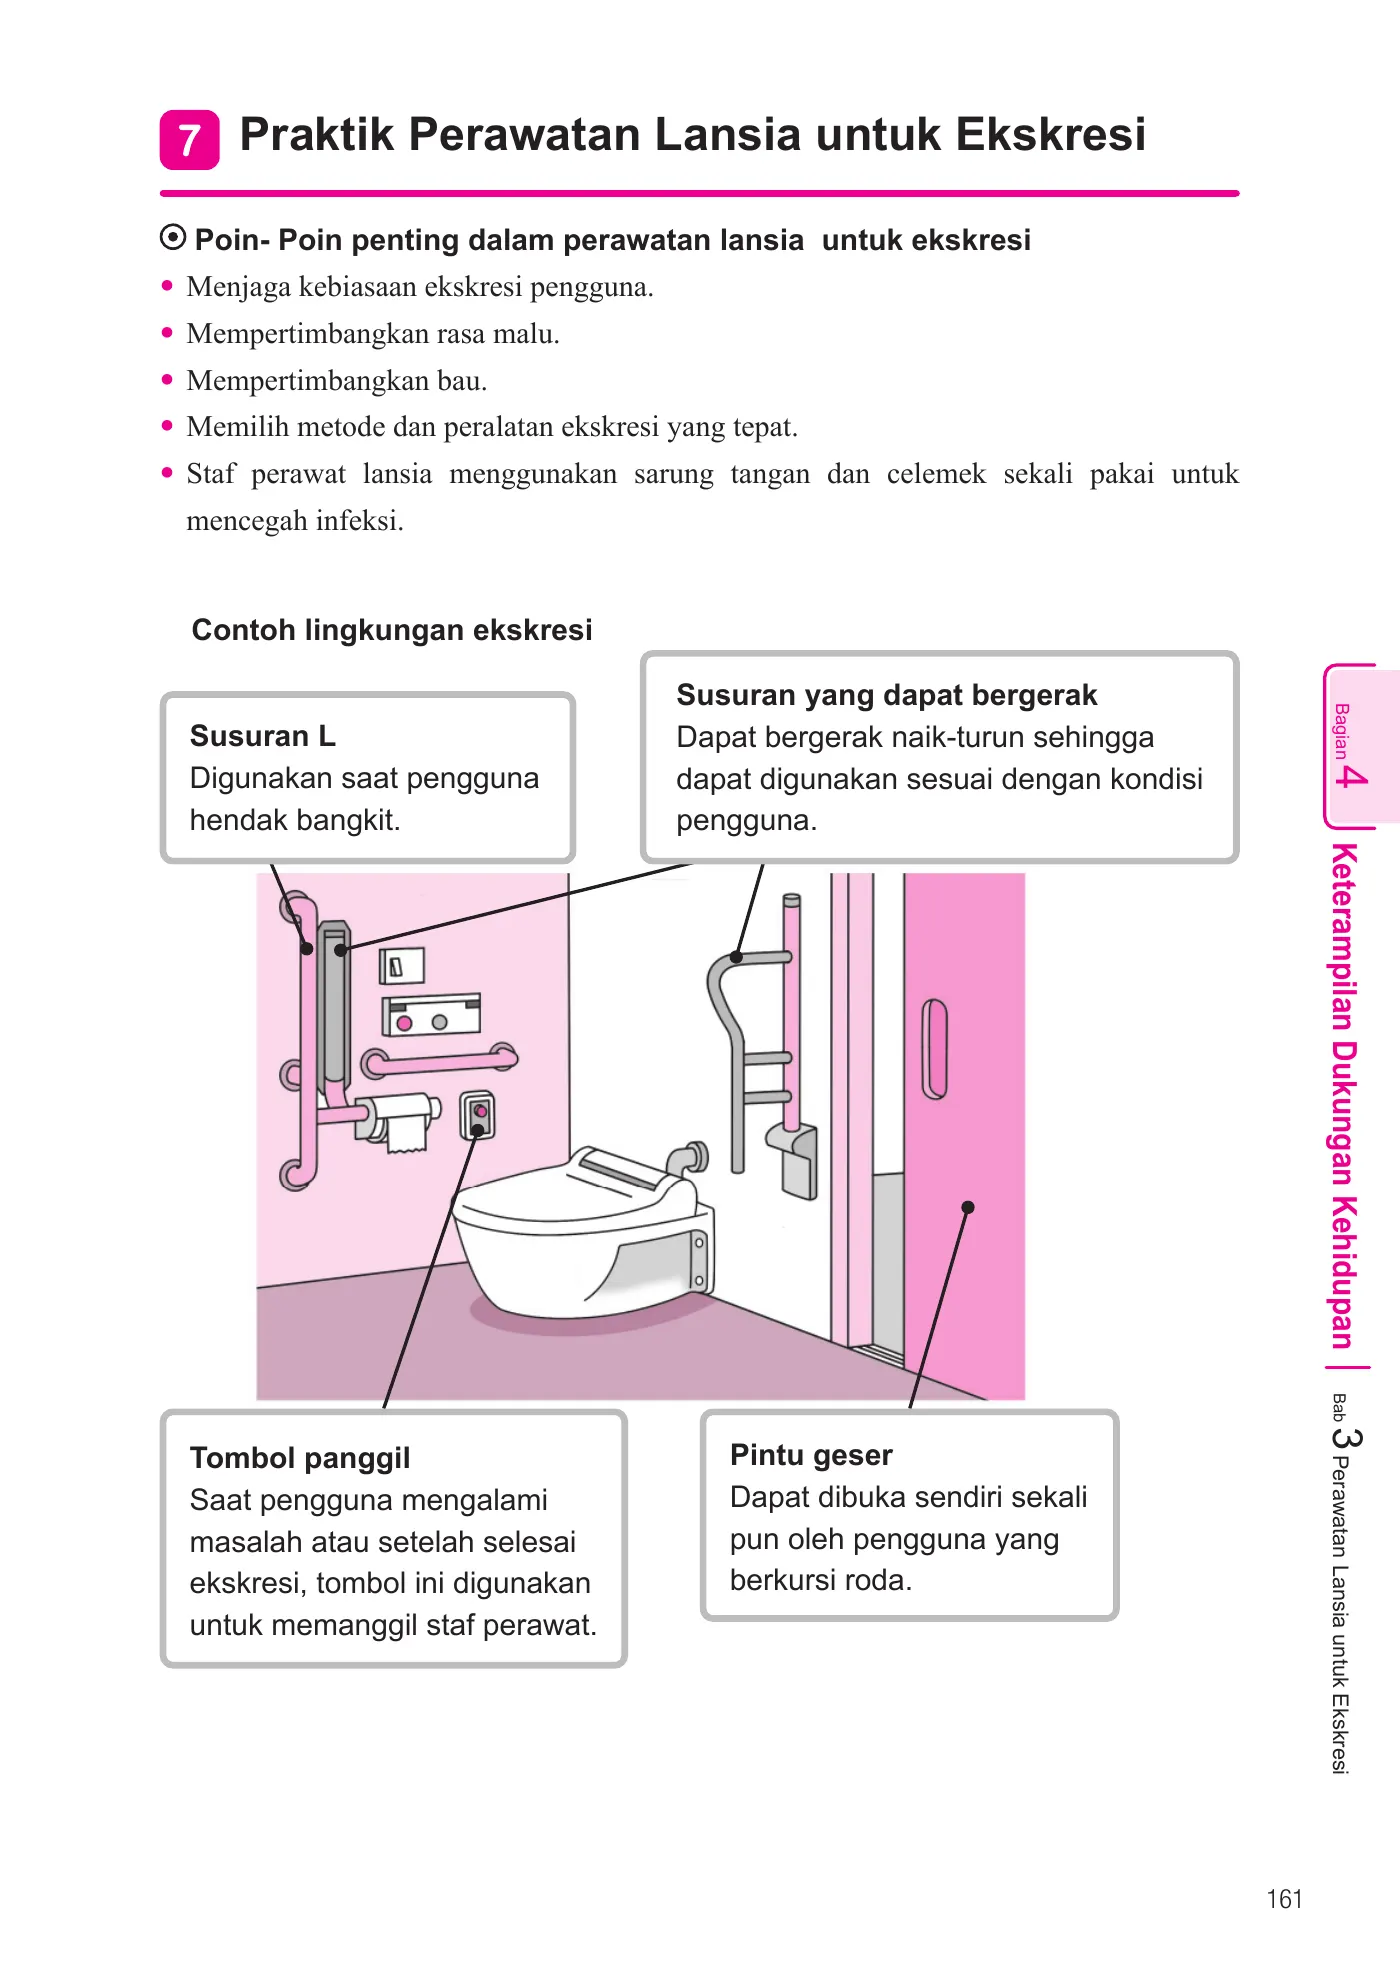 7 Praktik Perawatan Lansia untuk Ekskresi
Poin- Poin penting dalam perawatan lansia untuk ekskresi
• Menjaga kebiasaan ekskresi pengguna.
• Mempertimbangkan rasa malu.
• Mempertimbangkan bau.
• Memilih metode dan peralatan ekskresi yang tepat.
• Staf perawat lansia menggunakan sarung tangan dan celemek sekali pakai untuk
mencegah infeksi.
Contoh lingkungan ekskresi
Susuran L
Digunakan saat pengguna
hendak bangkit.
Susuran yang dapat bergerak
Dapat bergerak naik-turun sehingga
dapat digunakan sesuai dengan kondisi
pengguna.
Tombol panggil
Saat pengguna mengalami
masalah atau setelah selesai
ekskresi, tombol ini digunakan
untuk memanggil staf perawat.
Pintu geser
Dapat dibuka sendiri sekali
pun oleh pengguna yang
berkursi roda.
Bagian 4 Keterampilan Dukungan Kehidupan
Bab 3 Perawatan Lansia untuk Ekskresi
161